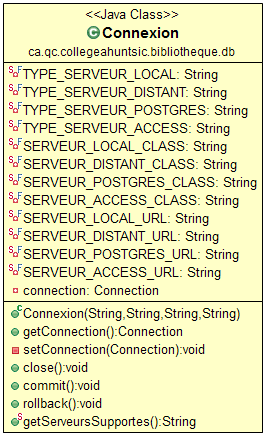 <<Java Class>>
Connexion
ca.qc.collegeahuntsic.bibliotheque.db
TYPE_SERVEUR_LOCAL: String
TYPE_SERVEUR_DISTANT: String
TYPE_SERVEUR_POSTGRES: String
TYPE_SERVEUR_ACCESS: String
SERVEUR_LOCAL_CLASS: String
SERVEUR_DISTANT_CLASS: String
SERVEUR_POSTGRES_CLASS: String
SERVEUR_ACCESS_CLASS: String
SERVEUR_LOCAL_URL: String
SERVEUR_DISTANT_URL: String
SERVEUR_POSTGRES_URL: String
SERVEUR_ACCESS_URL: String
connection: Connection
Connexion(String,String,String,String)
getConnection():Connection
setConnection(Connection):void
close():void
commit():void
rollback():void
getServeursSupportes():String